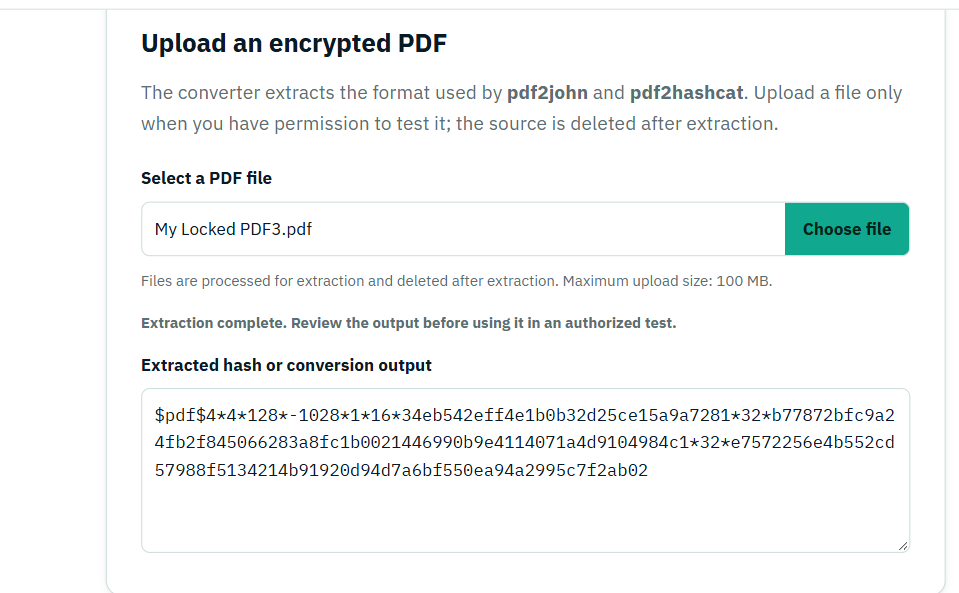 Upload an encrypted PDF
The converter extracts the format used by pdf2john and pdf2hashcat. Upload a file only
when you have permission to test it; the source is deleted after extraction.
Select a PDF file
My Locked PDF3.pdf
Choose file
Files are processed for extraction and deleted after extraction. Maximum upload size: 100 MB.
Extraction complete. Review the output before using it in an authorized test.
Extracted hash or conversion output
$pdf$4*4*128*-1028*1*16*34eb542eff4e1b0b32d25ce15a9a7281*32*b77872bfc9a2
4fb2f845066283a8fc1b0021446990b9e4114071a4d9104984c1*32*e7572256e4b552cd
57988f5134214b91920d94d7a6bf550ea94a2995c7f2ab02